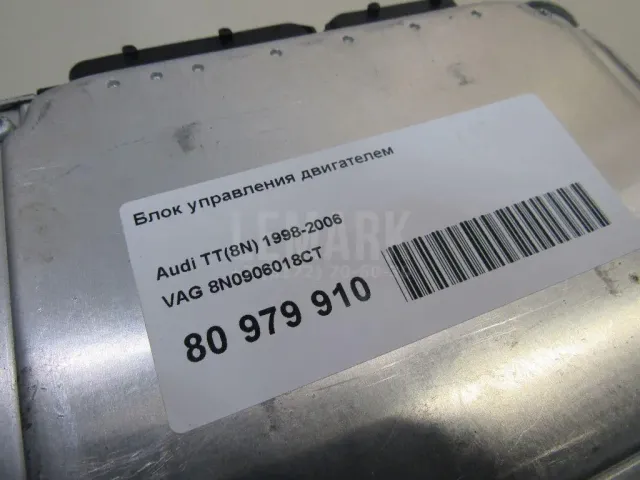 Блок управления двигателем
Audi TT(8N) 1998-2006
VAG 8N0906018CT
80 979 910
LEMARK